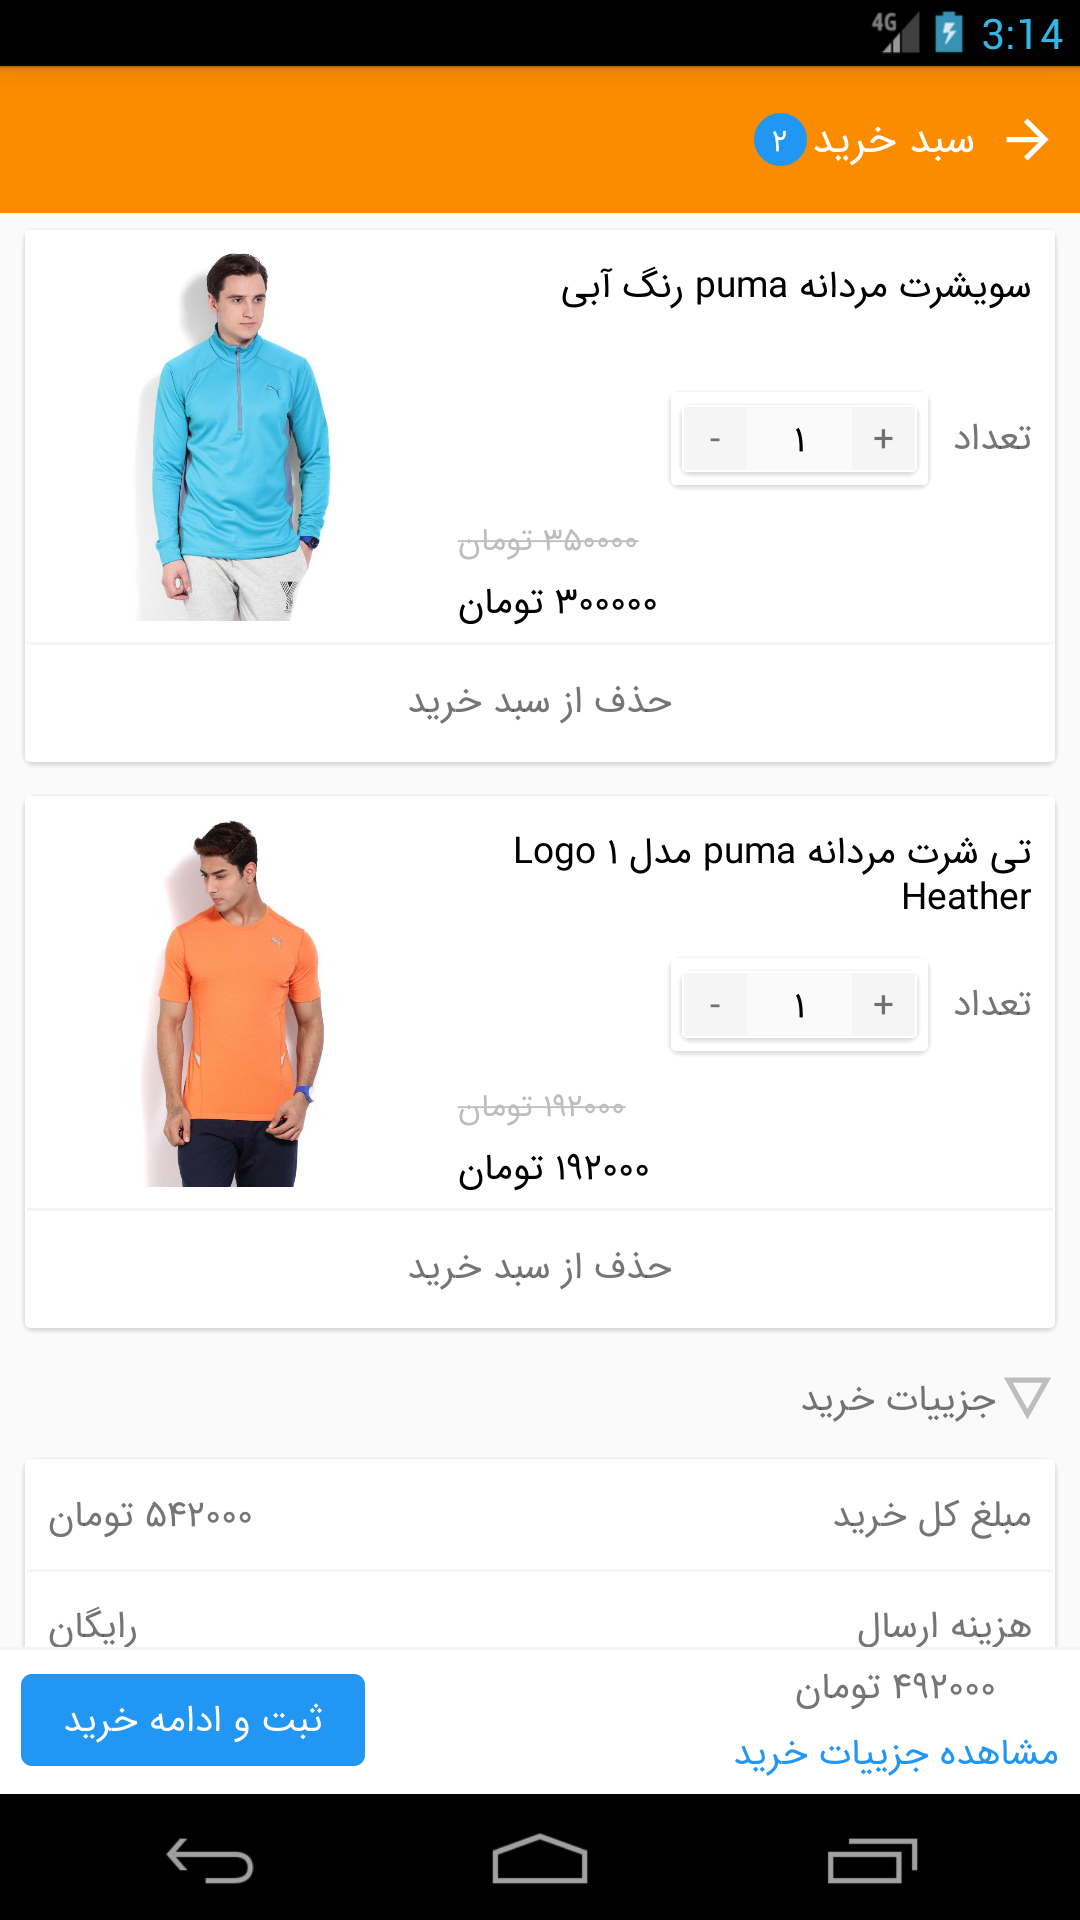 4G 3:14
سبد خرید ۲
سویشرت مردانه puma رنگ آبی
تعداد + ۱ -
۳۵۰۰۰۰ تومان
۳۰۰۰۰۰ تومان
حذف از سبد خرید
تی شرت مردانه puma مدل ۱ Logo
Heather
تعداد + ۱ -
۱۹۲۰۰۰ تومان
۱۹۲۰۰۰ تومان
حذف از سبد خرید
جزییات خرید
مبلغ کل خرید ۵۴۲۰۰۰ تومان
هزینه ارسال رایگان
۴۹۲۰۰۰ تومان
مشاهده جزییات خرید
ثبت و ادامه خرید